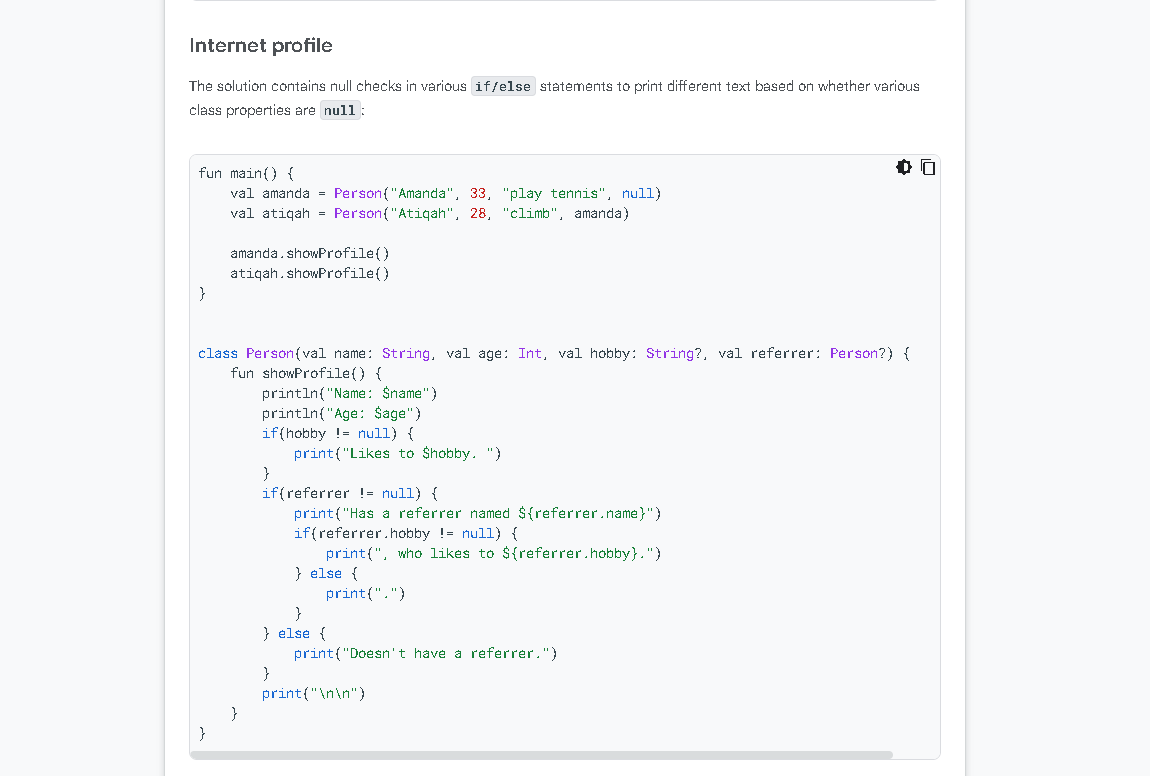 Internet profile
The solution contains null checks in various if/else statements to print different text based on whether various
class properties are null:
fun main() {
    val amanda = Person("Amanda", 33, "play tennis", null)
    val atiqah = Person("Atiqah", 28, "climb", amanda)

    amanda.showProfile()
    atiqah.showProfile()
}


class Person(val name: String, val age: Int, val hobby: String?, val referrer: Person?) {
    fun showProfile() {
        println("Name: $name")
        println("Age: $age")
        if(hobby != null) {
            print("Likes to $hobby. ")
        }
        if(referrer != null) {
            print("Has a referrer named ${referrer.name}")
            if(referrer.hobby != null) {
                print(", who likes to ${referrer.hobby}.")
            } else {
                print(".")
            }
        } else {
            print("Doesn't have a referrer.")
        }
        print("\n\n")
    }
}